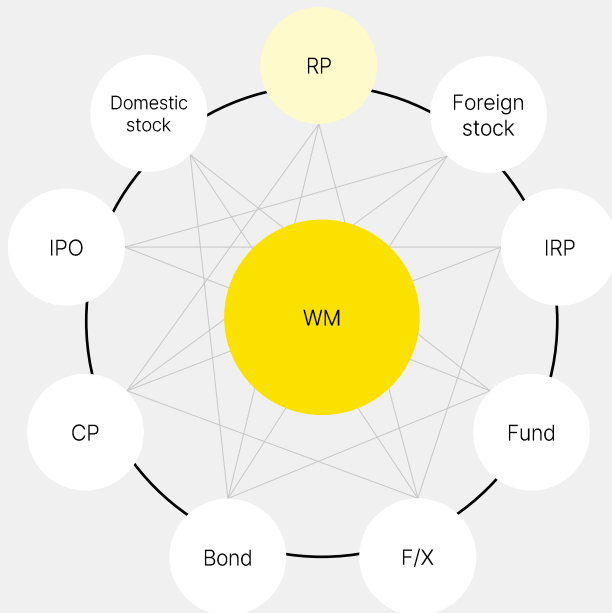 RP
Domestic
stock
Foreign
stock
IPO
IRP
WM
CP
Fund
Bond
F/X